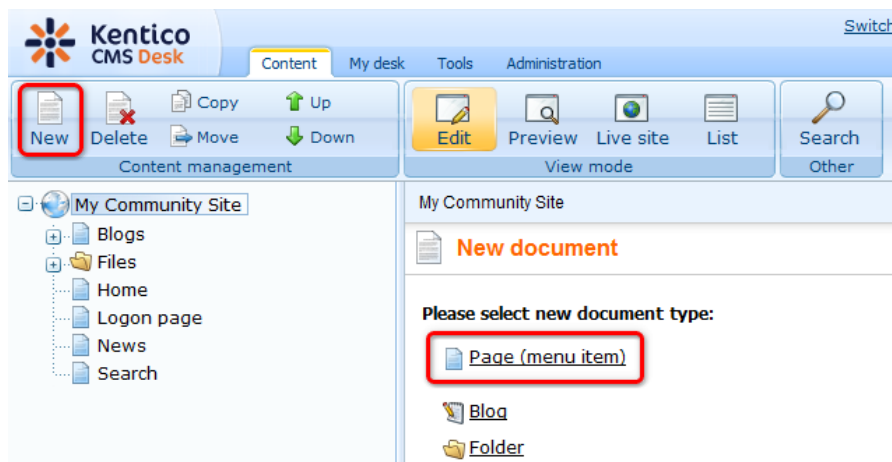 Kentico
CMS Desk
Switch
Content My desk Tools Administration
New Delete Copy Move Up Down
Content management
Edit Preview Live site List
View mode
Search
Other
My Community Site
Blogs
Files
Home
Logon page
News
Search
My Community Site
New document
Please select new document type:
Page (menu item)
Blog
Folder